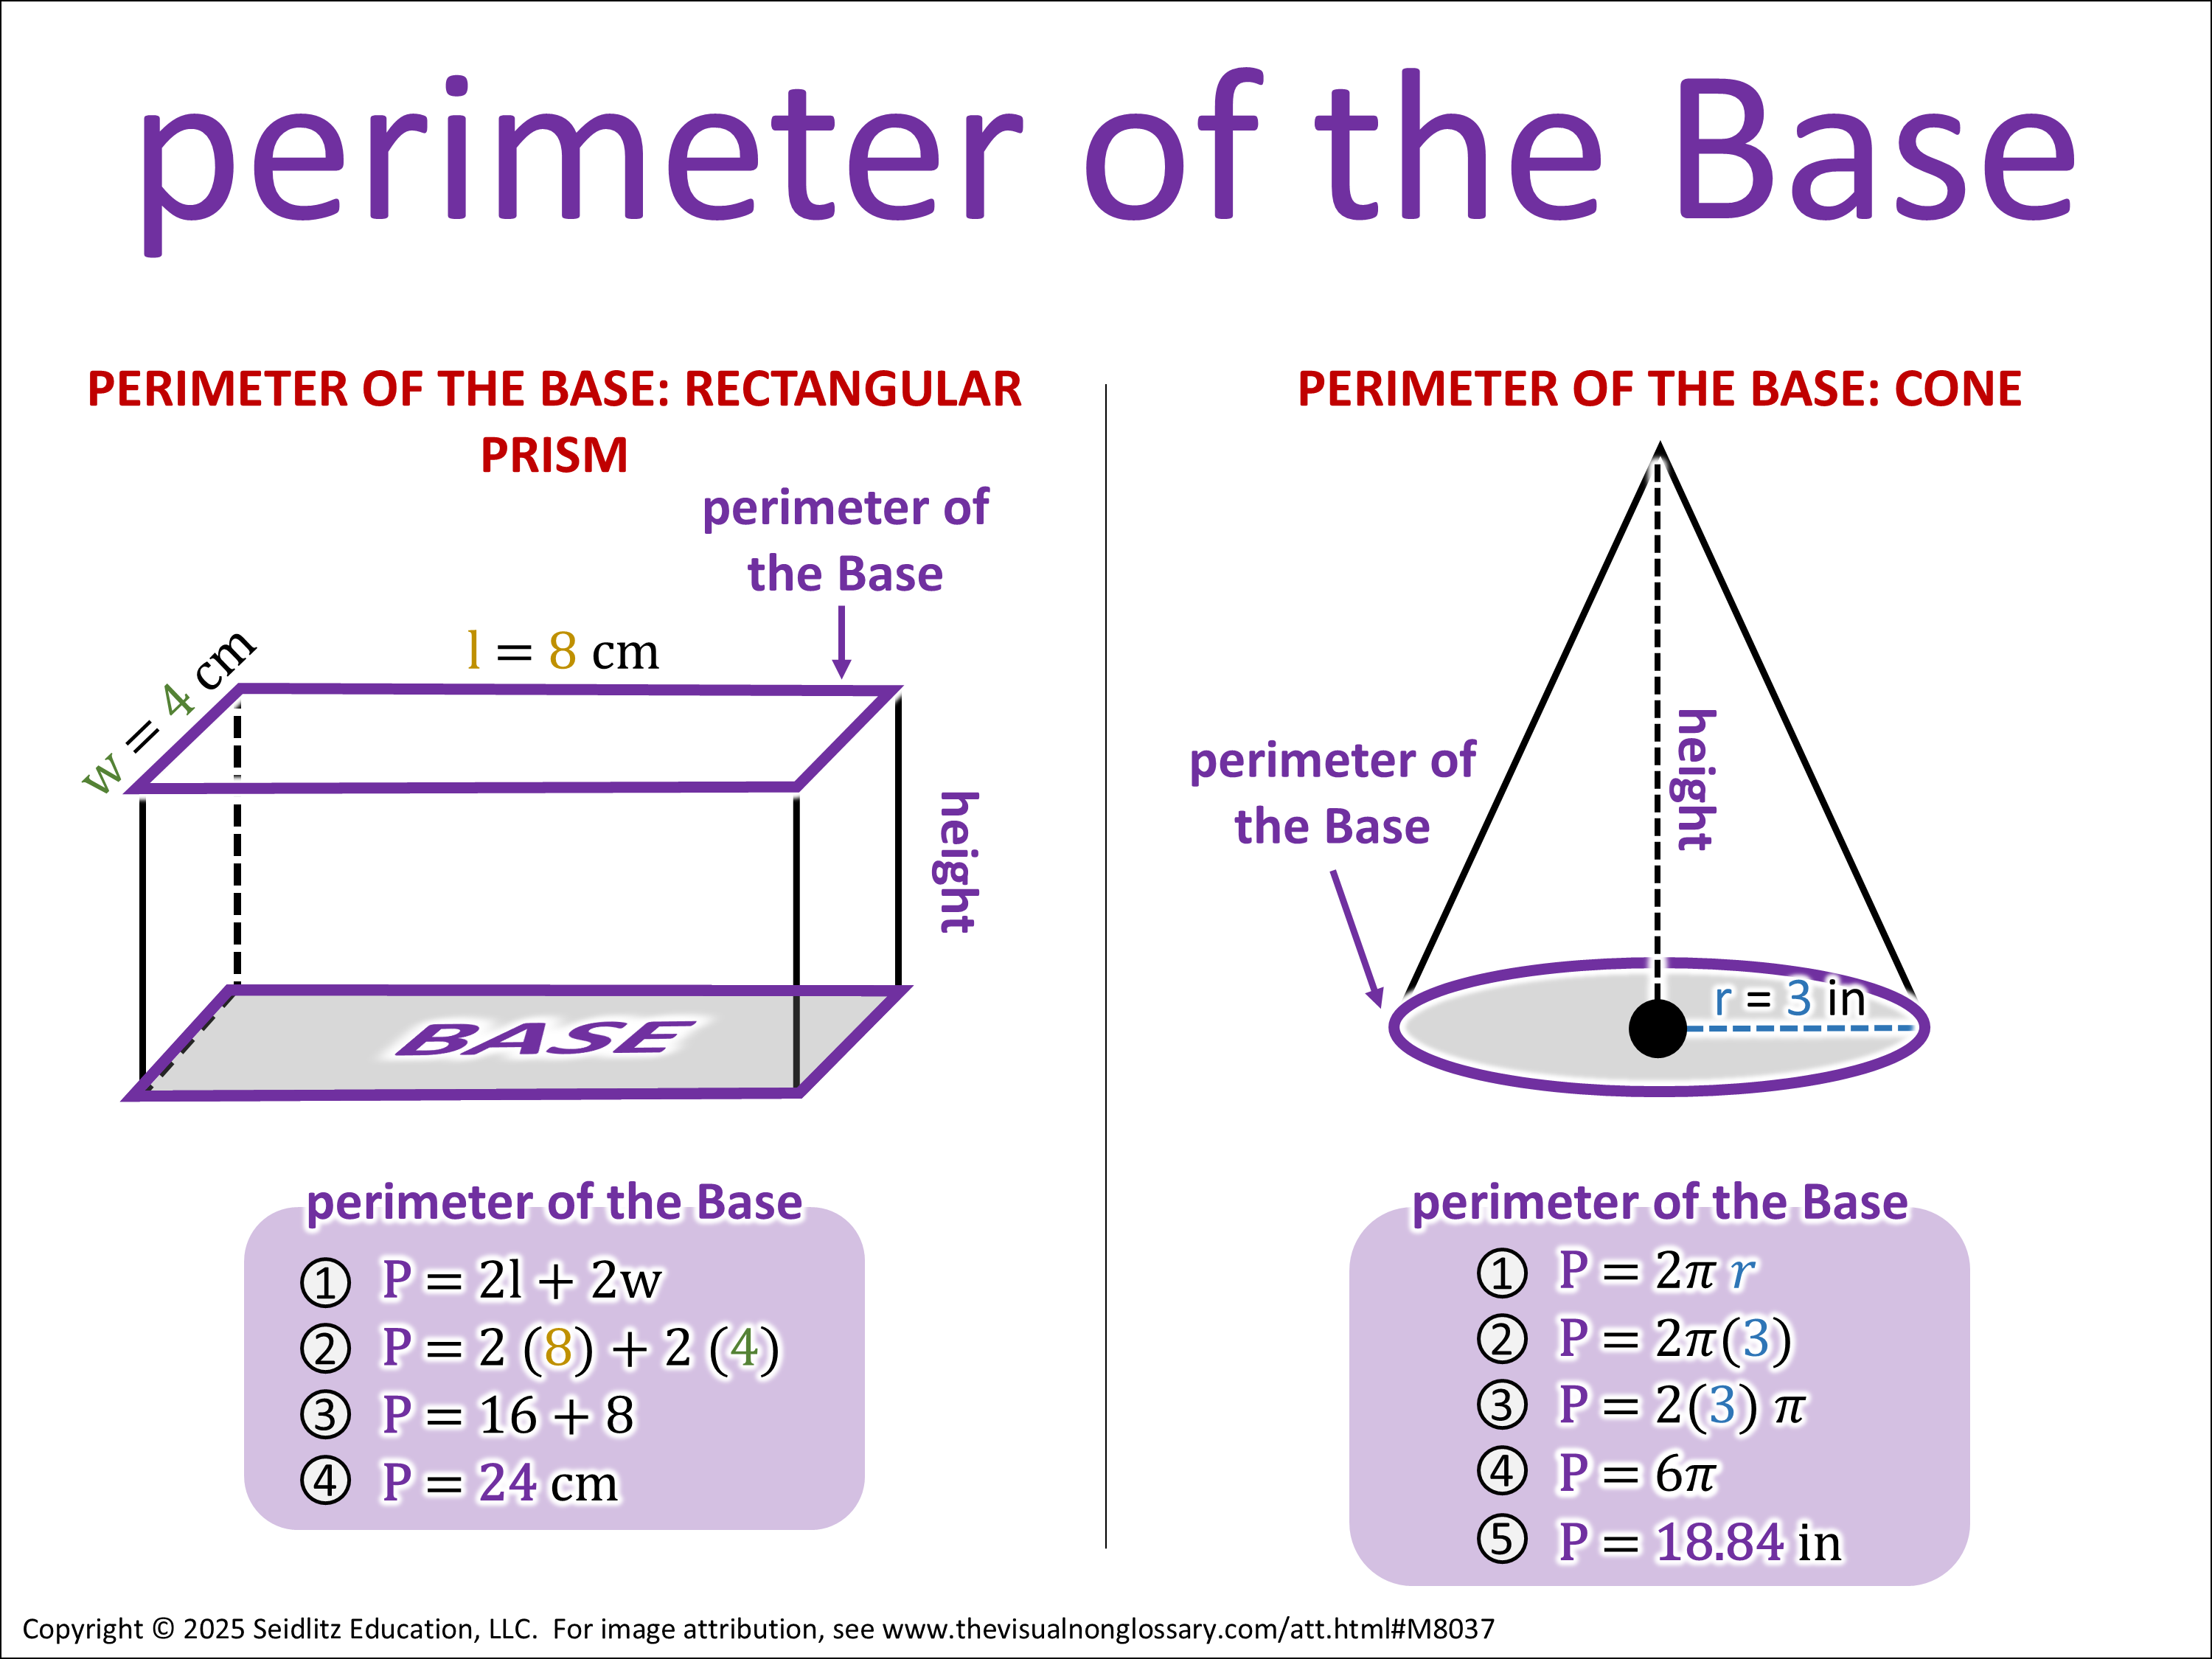 perimeter of the Base
PERIMETER OF THE BASE: RECTANGULAR
PRISM
perimeter of
the Base
l = 8 cm
w = 4 cm
height
BASE
perimeter of the Base
① P = 2l + 2w
② P = 2 (8) + 2 (4)
③ P = 16 + 8
④ P = 24 cm
PERIMETER OF THE BASE: CONE
height
perimeter of
the Base
r = 3 in
perimeter of the Base
① P = 2π r
② P = 2π(3)
③ P = 2(3) π
④ P = 6π
⑤ P = 18.84 in
Copyright © 2025 Seidlitz Education, LLC.  For image attribution, see www.thevisualnonglossary.com/att.html#M8037